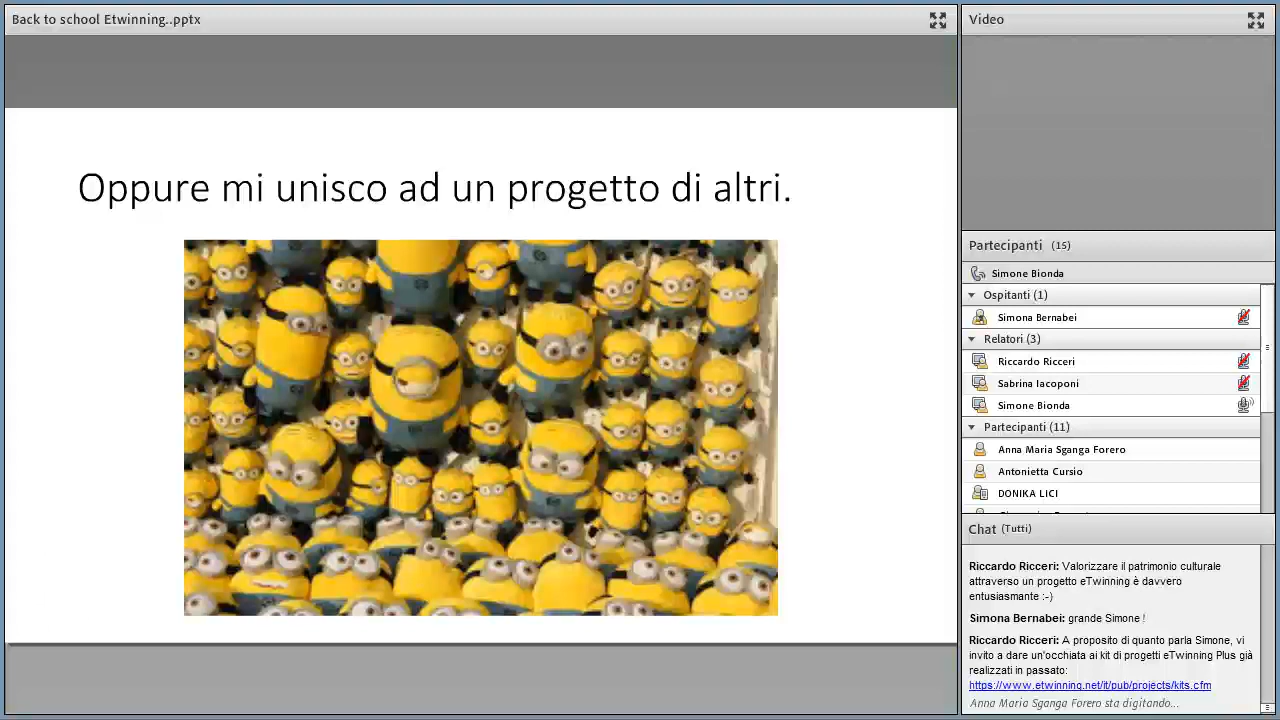 Back to school Etwinning..pptx
Oppure mi unisco ad un progetto di altri.
Video
Partecipanti (15)
Simone Bionda
Ospitanti (1)
Simona Bernabei
Relatori (3)
Riccardo Ricceri
Sabrina Iacoponi
Simone Bionda
Partecipanti (11)
Anna Maria Sganga Forero
Antonietta Cursio
DONIKA LICI
Chat (Tutti)
Riccardo Ricceri: Valorizzare il patrimonio culturale
attraverso un progetto eTwinning è davvero
entusiasmante :-)
Simona Bernabei: grande Simone !
Riccardo Ricceri: A proposito di quanto parla Simone, vi
invito a dare un'occhiata ai kit di progetti eTwinning Plus già
realizzati in passato:
https://www.etwinning.net/it/pub/projects/kits.cfm
Anna Maria Sganga Forero sta digitando...